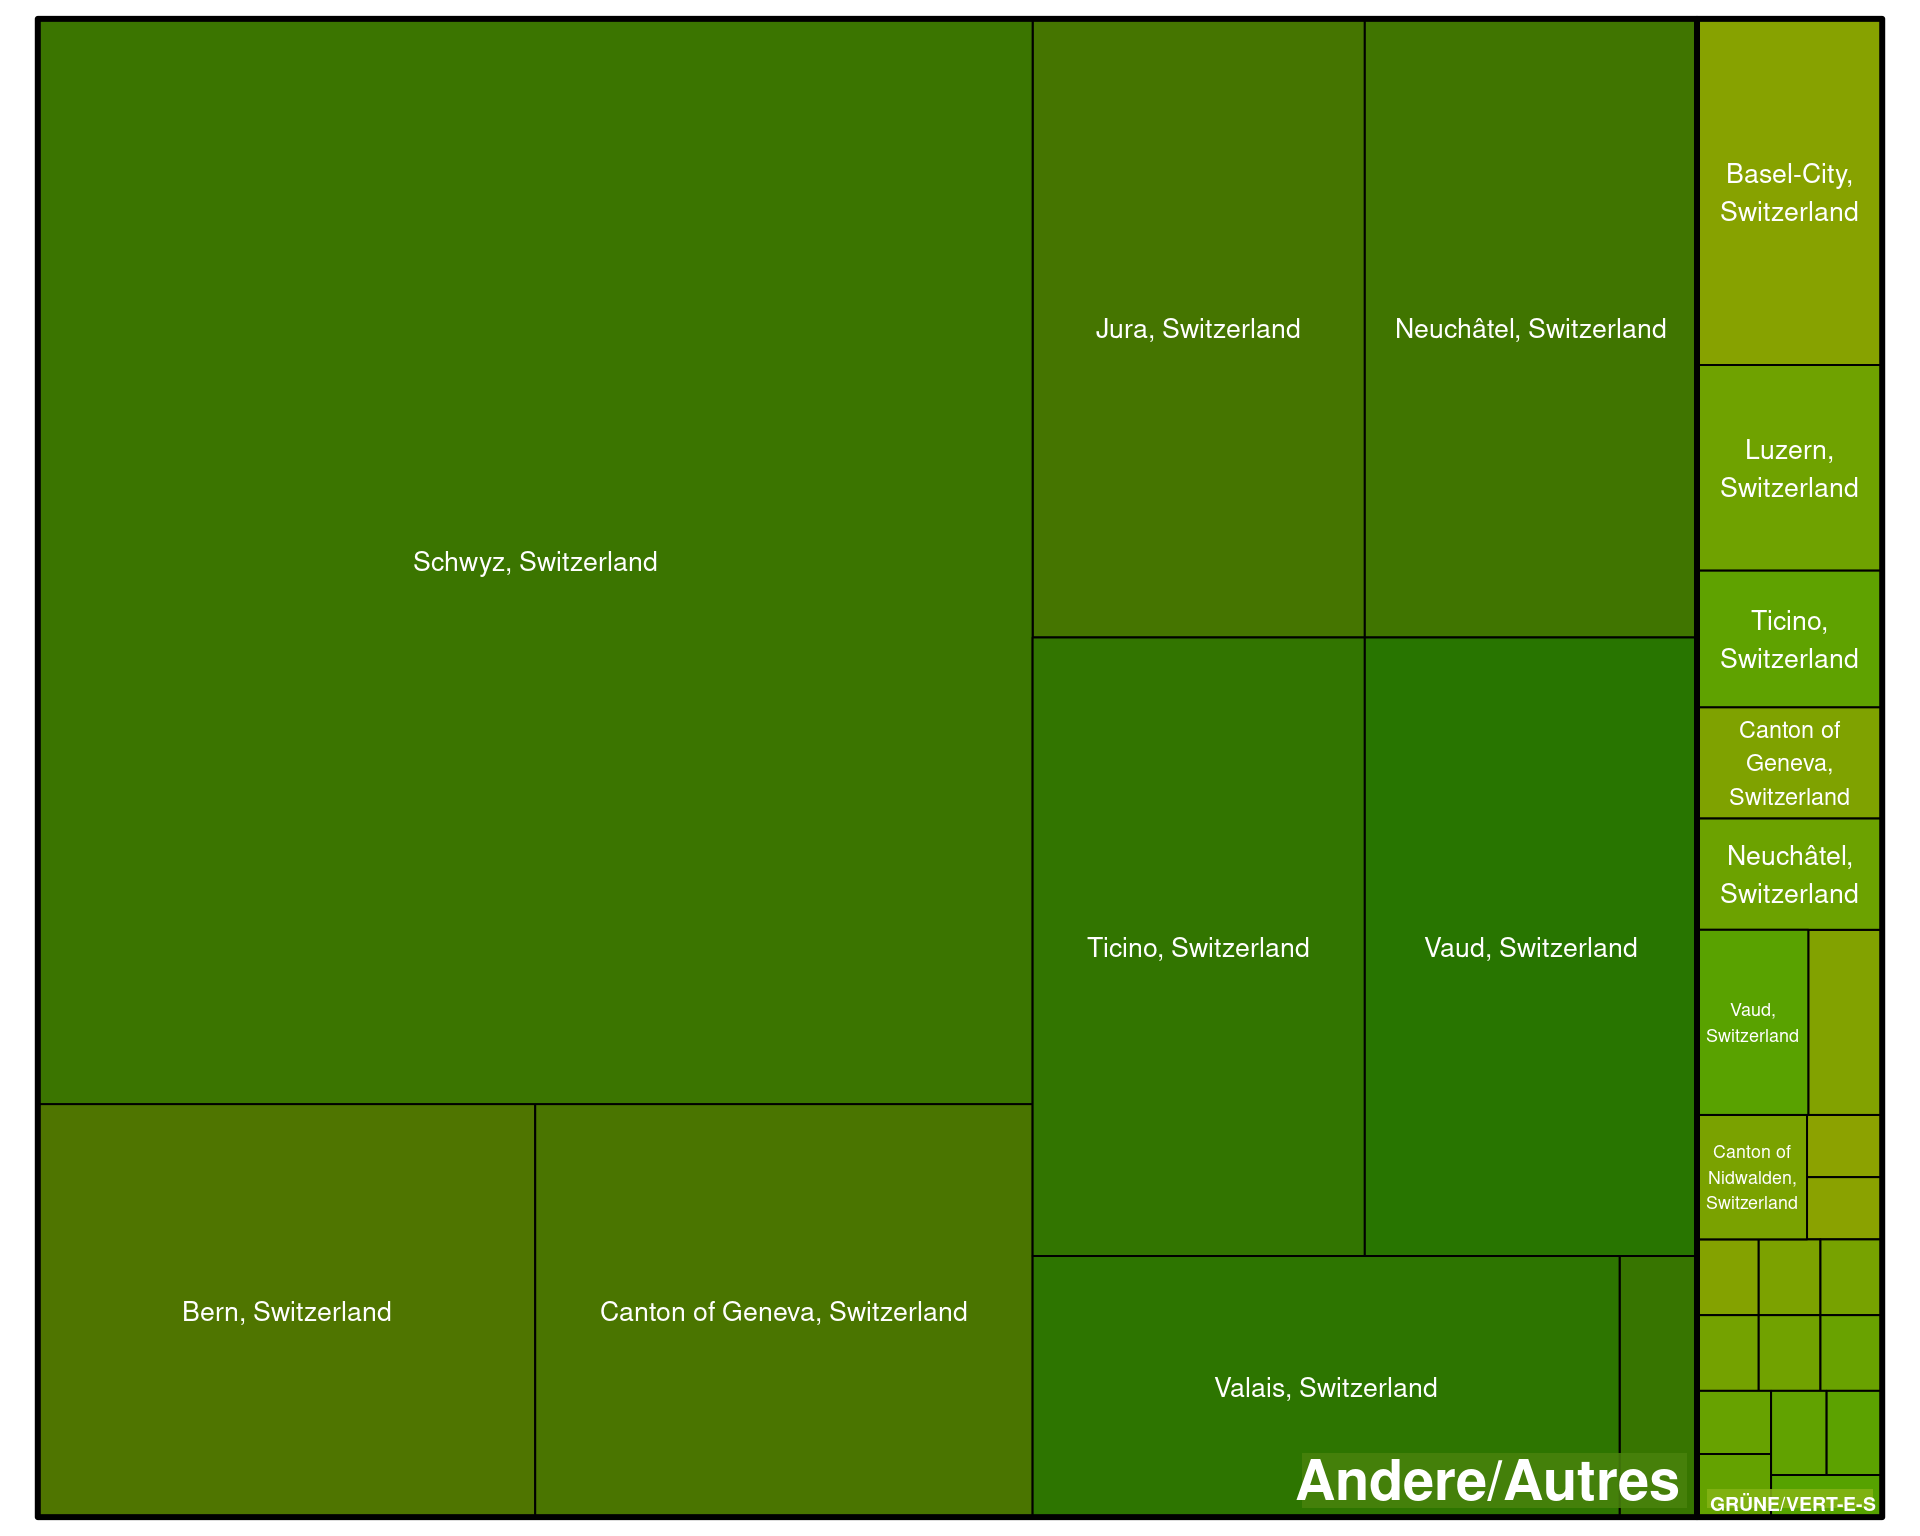 Schwyz, Switzerland
Bern, Switzerland
Canton of Geneva, Switzerland
Jura, Switzerland
Neuchâtel, Switzerland
Ticino, Switzerland
Vaud, Switzerland
Valais, Switzerland
Andere/Autres
Basel-City,
Switzerland
Luzern,
Switzerland
Ticino,
Switzerland
Canton of
Geneva,
Switzerland
Neuchâtel,
Switzerland
Vaud,
Switzerland
Canton of
Nidwalden,
Switzerland
GRÜNE/VERT-E-S